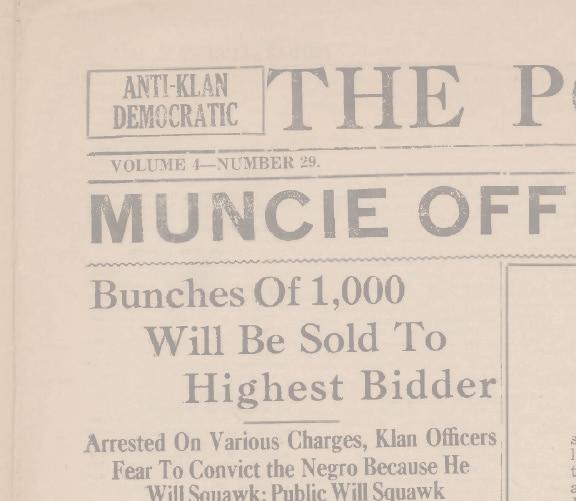 ANTI-KLAN
DEMOCRATIC
THE
VOLUME 4—NUMBER 29.
MUNCIE OFF
Bunches Of 1,000
Will Be Sold To
Highest Bidder
Arrested On Various Charges, Klan Officers
Fear To Convict the Negro Because He
Will Squawk; Public Will Squawk